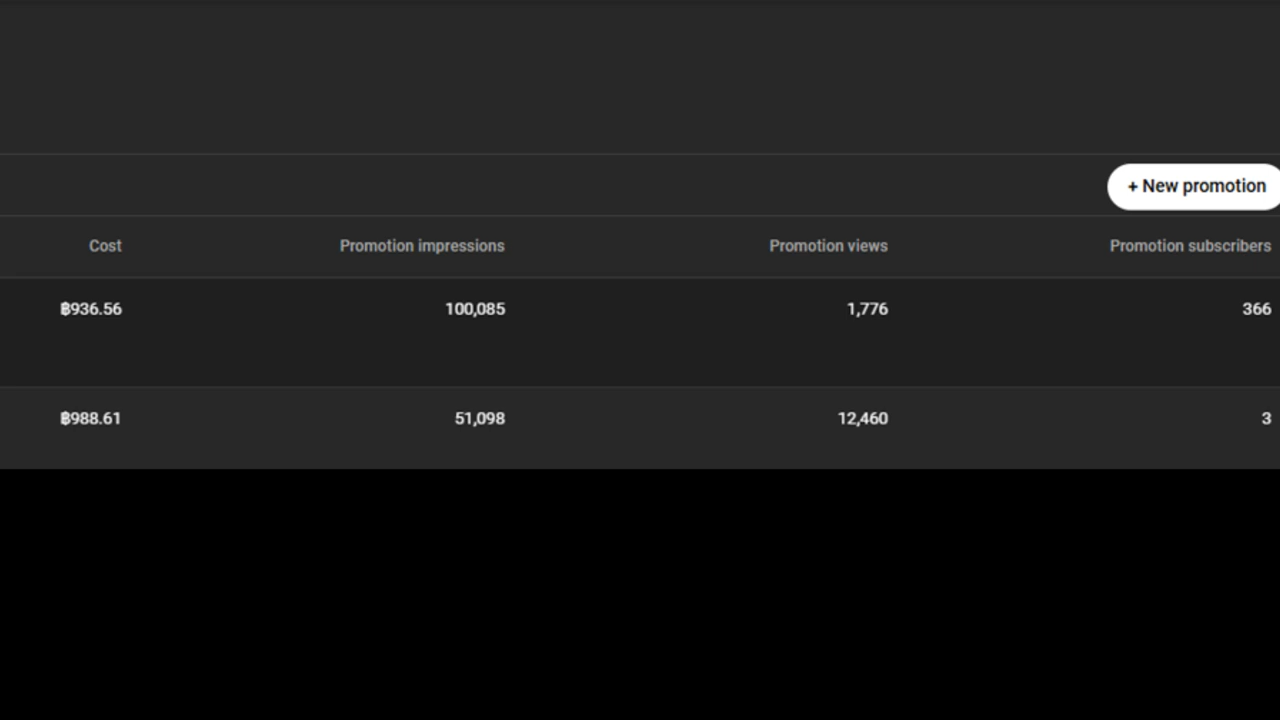 + New promotion
Cost Promotion impressions Promotion views Promotion subscribers
฿936.56 100,085 1,776 366
฿988.61 51,098 12,460 3